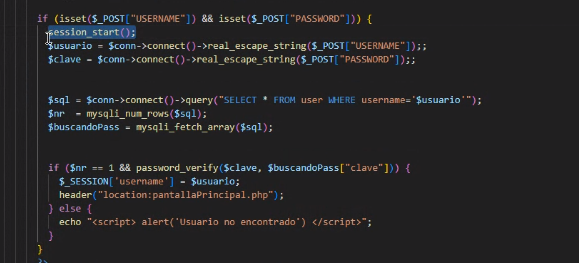 if (isset($_POST["USERNAME"]) && isset($_POST["PASSWORD"])) {
session_start();
$usuario = $conn->connect()->real_escape_string($_POST["USERNAME"]);;
$clave = $conn->connect()->real_escape_string($_POST["PASSWORD"]);;
$sql = $conn->connect()->query("SELECT * FROM user WHERE username='$usuario'");
$nr  = mysqli_num_rows($sql);
$buscandoPass = mysqli_fetch_array($sql);
if ($nr == 1 && password_verify($clave, $buscandoPass["clave"])) {
$_SESSION['username'] = $usuario;
header("location:pantallaPrincipal.php");
} else {
echo "<script> alert('Usuario no encontrado') </script>";
}
}
?>